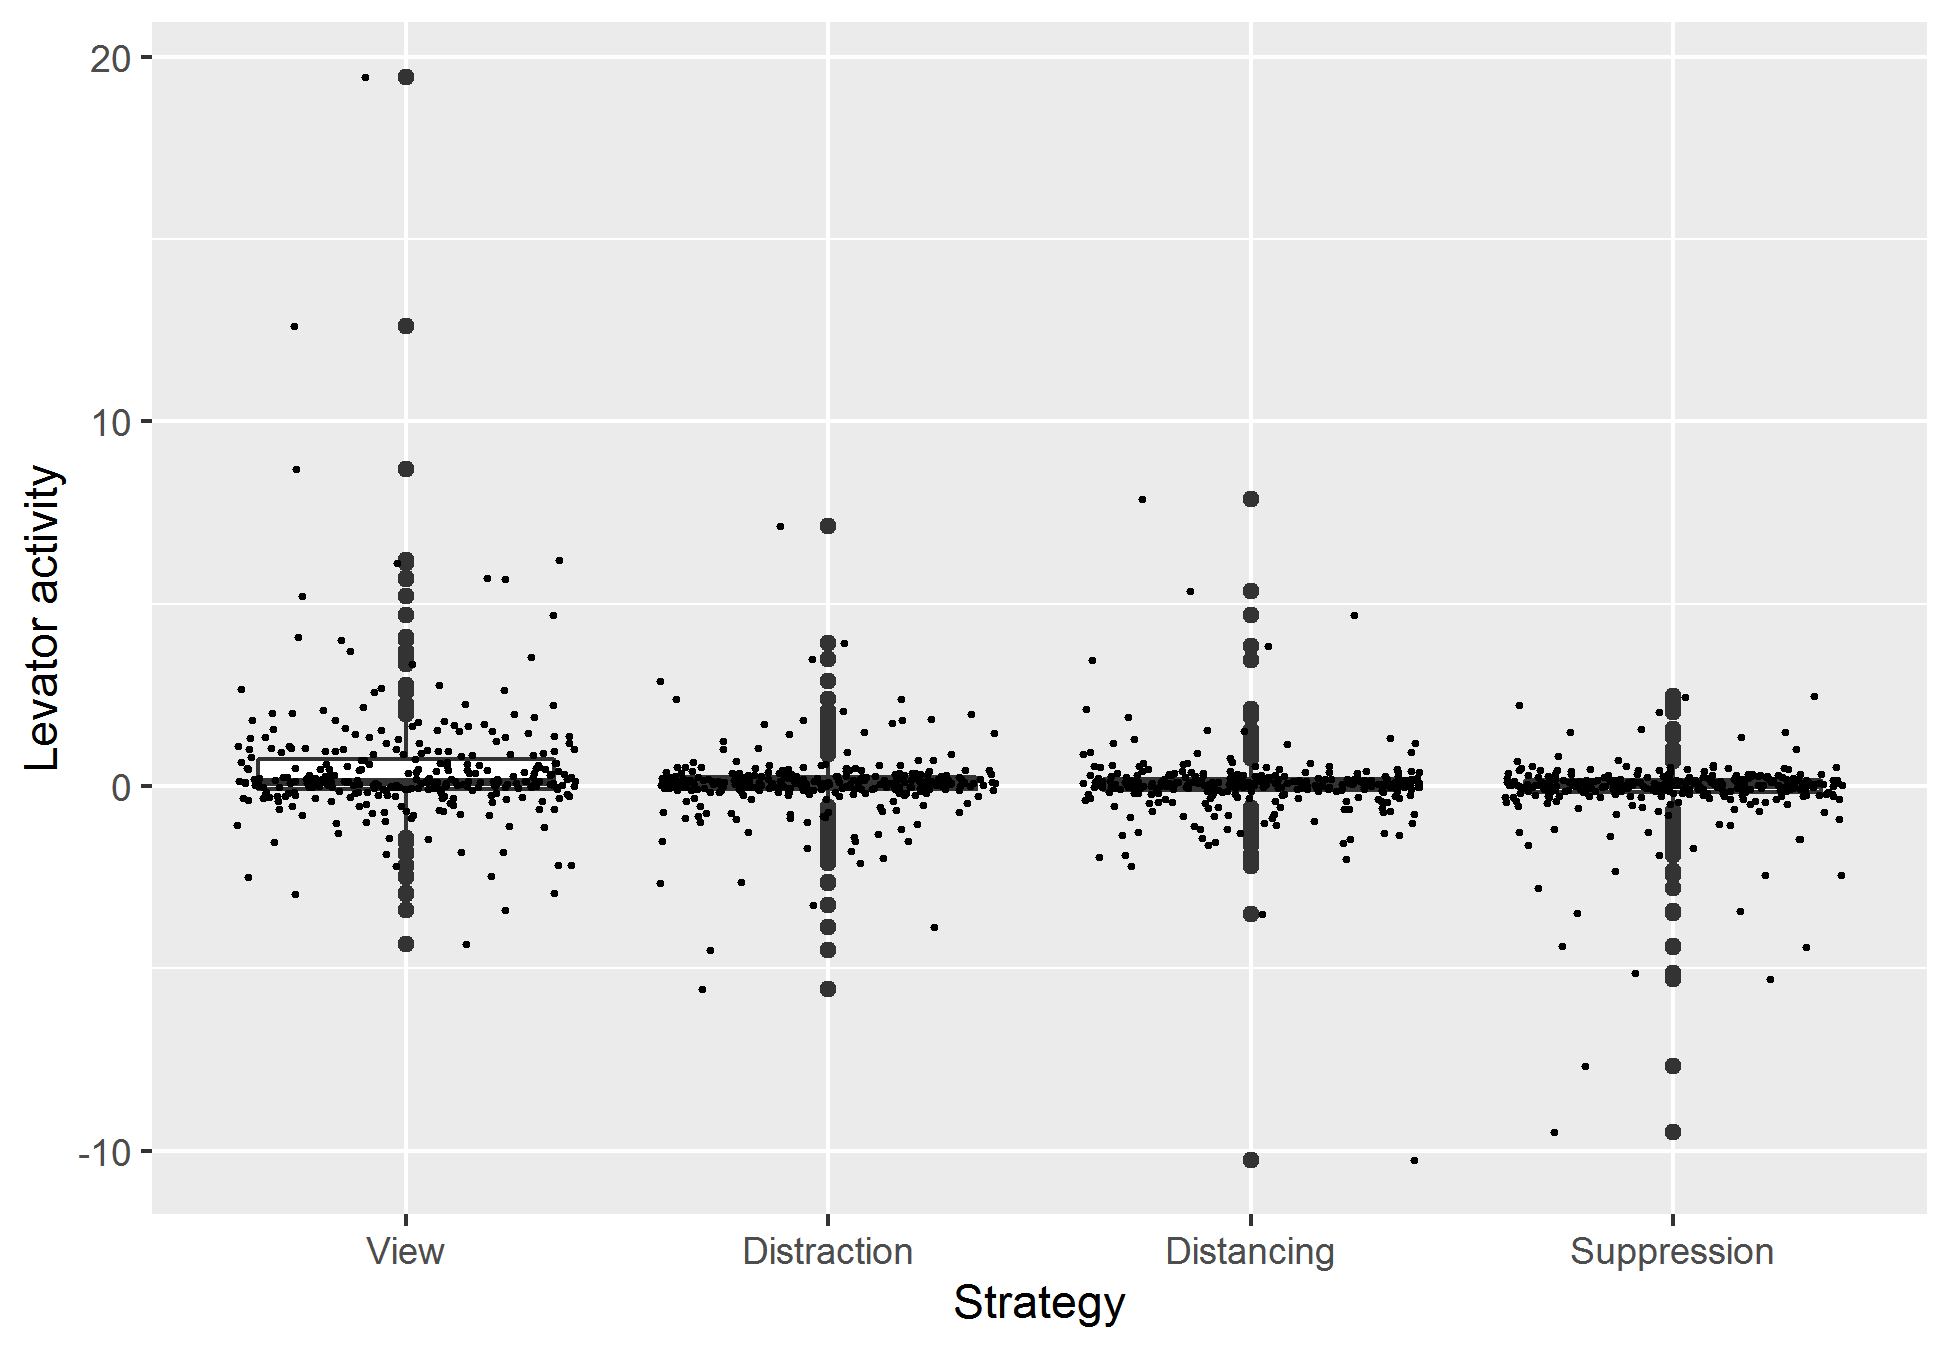 20
10
0
-10
Levator activity
View Distraction Distancing Suppression
Strategy